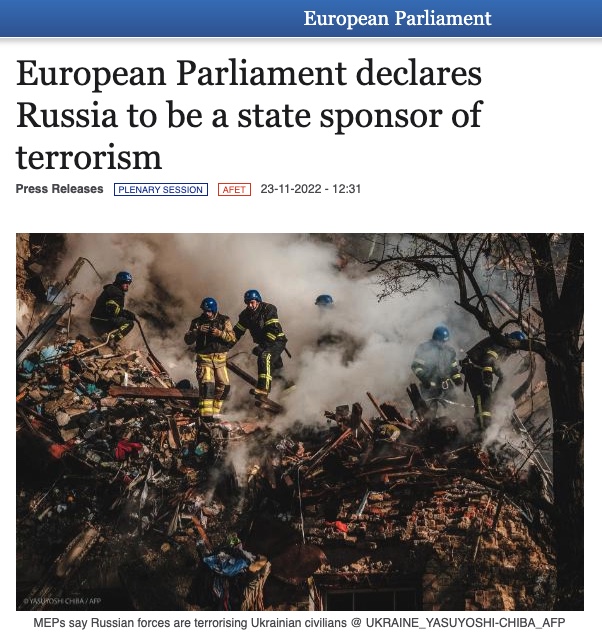 European Parliament
European Parliament declares
Russia to be a state sponsor of
terrorism
Press Releases PLENARY SESSION AFET 23-11-2022 - 12:31
© YASUYOSHI CHIBA / AFP
MEPs say Russian forces are terrorising Ukrainian civilians @ UKRAINE_YASUYOSHI-CHIBA_AFP